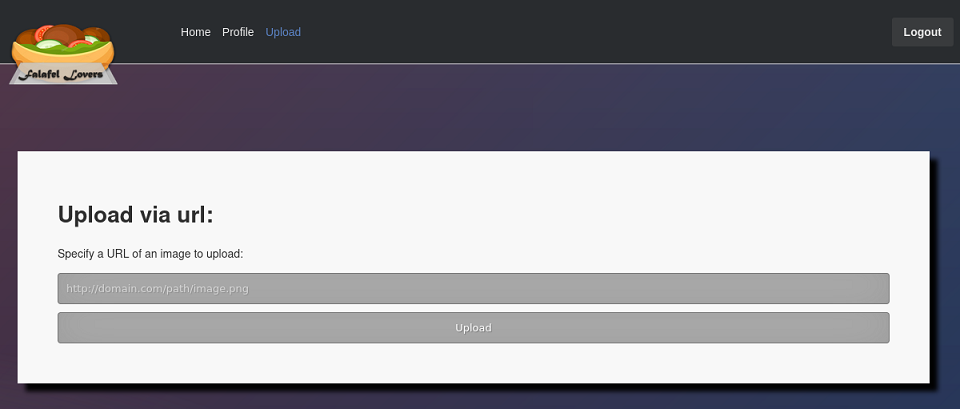 Home Profile Upload Logout
Falafel Lovers
Upload via url:
Specify a URL of an image to upload:
http://domain.com/path/image.png
Upload